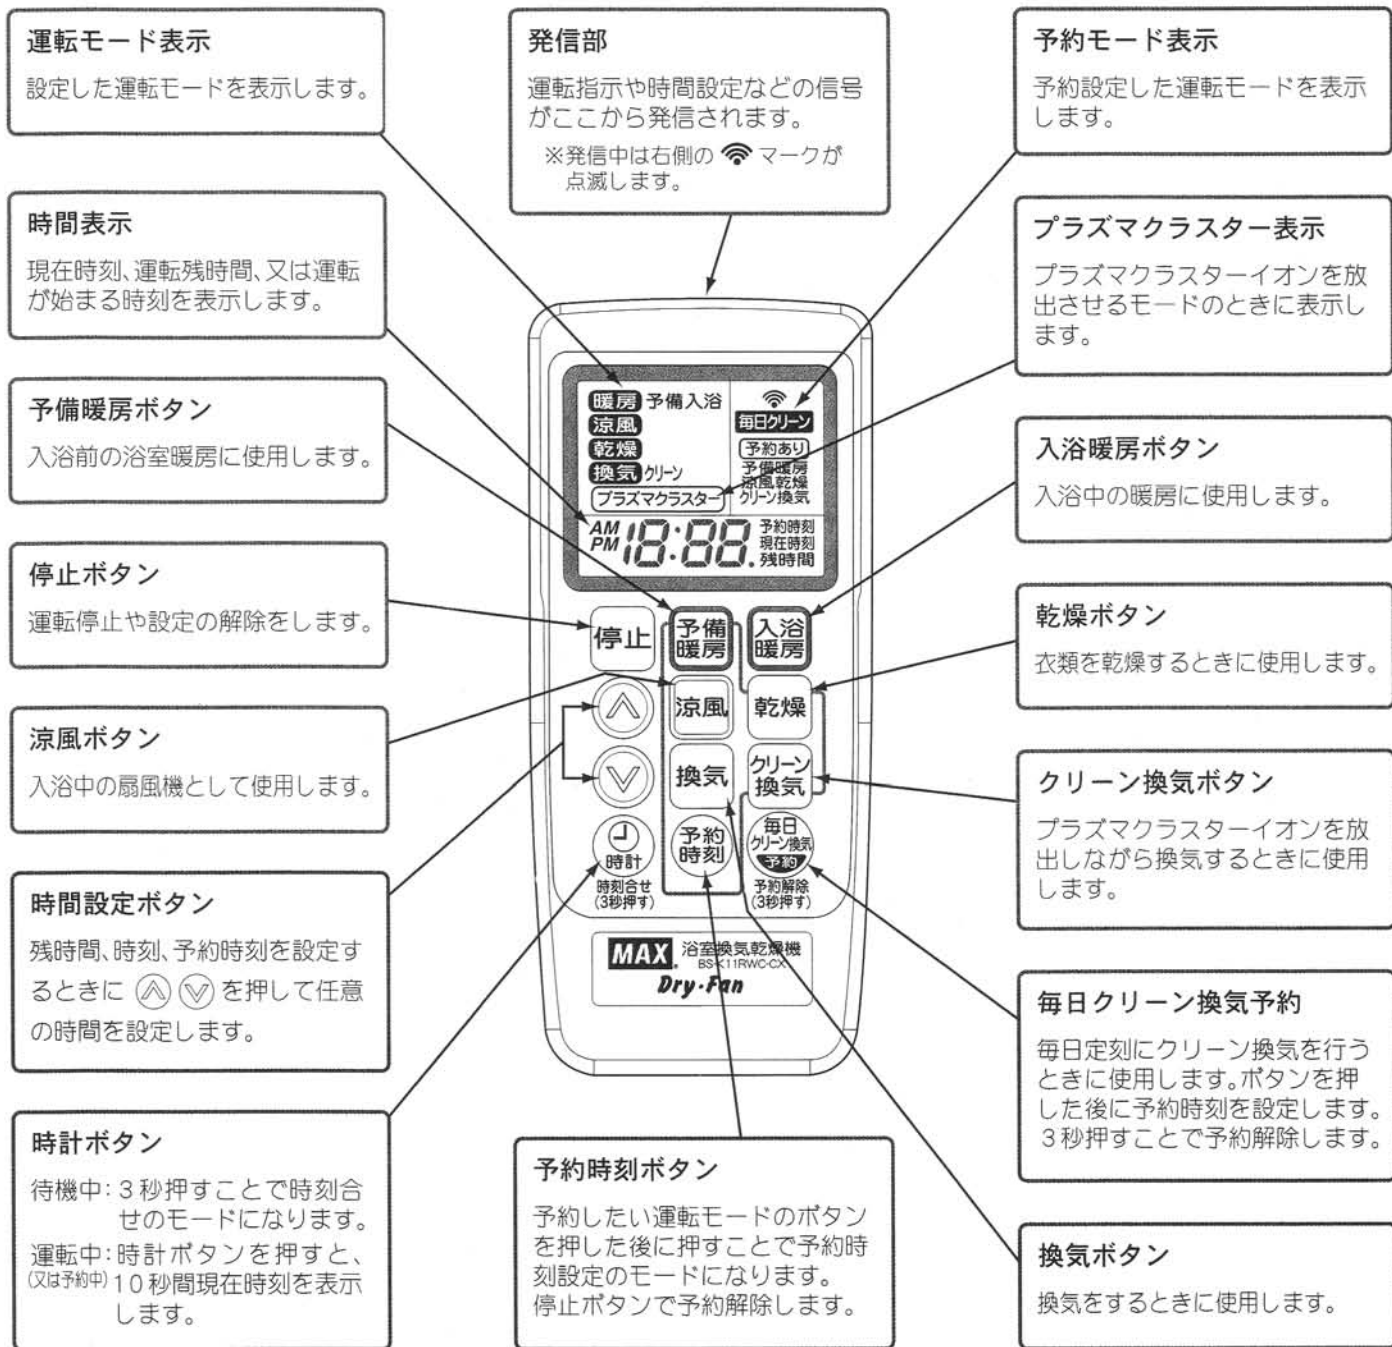 運転モード表示
設定した運転モードを表示します。
時間表示
現在時刻、運転残時間、又は運転
が始まる時刻を表示します。
予備暖房ボタン
入浴前の浴室暖房に使用します。
停止ボタン
運転停止や設定の解除をします。
涼風ボタン
入浴中の扇風機として使用します。
時間設定ボタン
残時間、時刻、予約時刻を設定す
るときに を押して任意
の時間を設定します。
時計ボタン
待機中:3秒押すことで時刻合
せのモードになります。
運転中:時計ボタンを押すと、
(又は予約中)10秒間現在時刻を表示
します。
発信部
運転指示や時間設定などの信号
がここから発信されます。
※発信中は右側の マークが
点滅します。
暖房 予備入浴
涼風
乾燥
換気 クリーン
プラズマクラスター
毎日クリーン
予約あり
予備暖房
涼風乾燥
クリーン換気
AM
PM
18:88.
予約時刻
現在時刻
残時間
停止
予備
暖房
入浴
暖房
涼風
乾燥
換気
クリーン
換気
時計
時刻合せ
(3秒押す)
予約
時刻
毎日
クリーン換気
予約
予約解除
(3秒押す)
MAX 浴室換気乾燥機
BS-K11RWC-CX
Dry・Fan
予約時刻ボタン
予約したい運転モードのボタン
を押した後に押すことで予約時
刻設定のモードになります。
停止ボタンで予約解除します。
予約モード表示
予約設定した運転モードを表示
します。
プラズマクラスター表示
プラズマクラスターイオンを放
出させるモードのときに表示し
ます。
入浴暖房ボタン
入浴中の暖房に使用します。
乾燥ボタン
衣類を乾燥するときに使用します。
クリーン換気ボタン
プラズマクラスターイオンを放
出しながら換気するときに使用
します。
毎日クリーン換気予約
毎日定刻にクリーン換気を行う
ときに使用します。ボタンを押
した後に予約時刻を設定します。
3秒押すことで予約解除します。
換気ボタン
換気をするときに使用します。